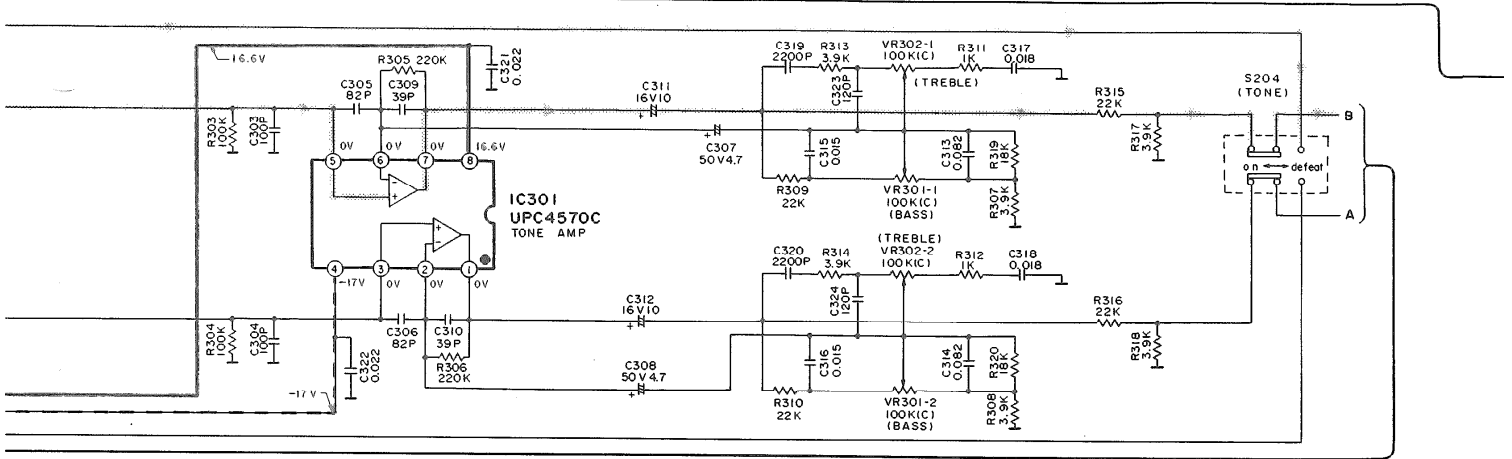 16.6V
C321
0.022
R305 220K
C305
82P
C309
39P
R303
100K
C303
100P
0V
0V
0V
16.6V
5
6
7
8
-
+
IC301
UPC4570C
TONE AMP
+
-
4
3
2
1
-17V
0V
0V
0V
R304
100K
C304
100P
C306
82P
C310
39P
R306
220K
C322
0.022
-17V
C311
16V10
+
C307
50V4.7
+
C312
16V10
+
C308
50V4.7
+
C319
2200P
R313
3.9K
VR302-1
100K(C)
(TREBLE)
R311
1K
C317
0.018
C323
120P
C315
0.015
C313
0.082
R319
18K
R309
22K
VR301-1
100K(C)
(BASS)
R307
3.9K
R315
22K
R317
3.9K
S204
(TONE)
B
on ↔ defeat
A
C320
2200P
R314
3.9K
(TREBLE)
VR302-2
100K(C)
R312
1K
C318
0.018
C324
120P
C316
0.015
C314
0.082
R320
18K
R310
22K
VR301-2
100K(C)
(BASS)
R308
3.9K
R316
22K
R318
3.9K